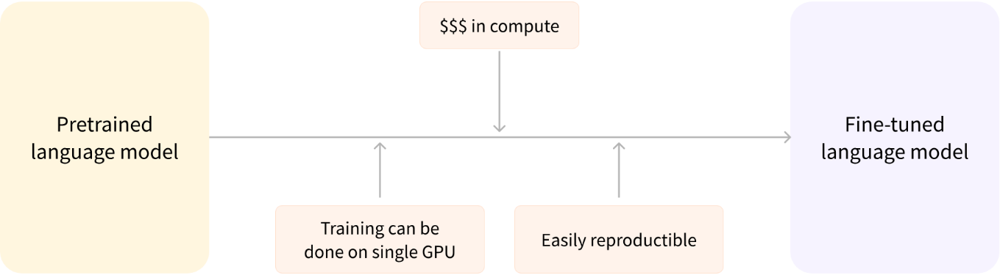 $$$ in compute
Pretrained
language model
Fine-tuned
language model
Training can be
done on single GPU
Easily reproductible